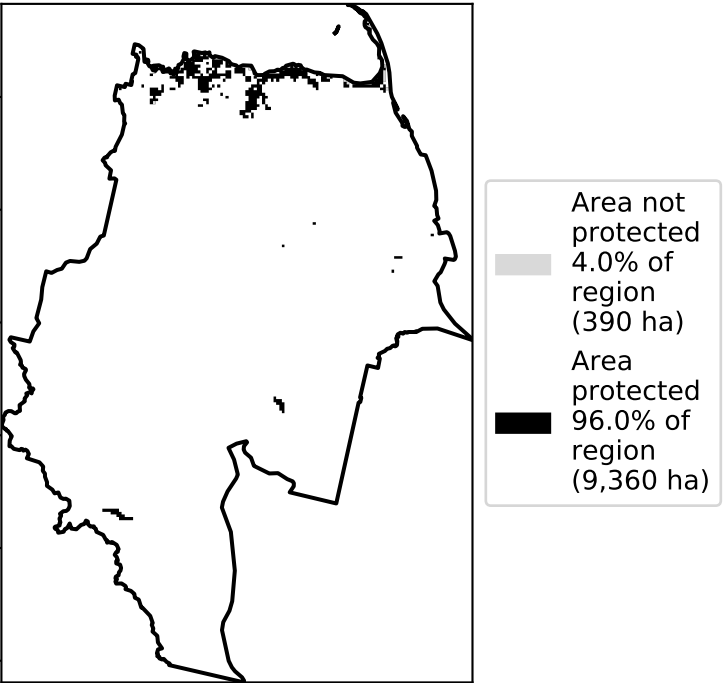 Area not
protected
4.0% of
region
(390 ha)
Area
protected
96.0% of
region
(9,360 ha)